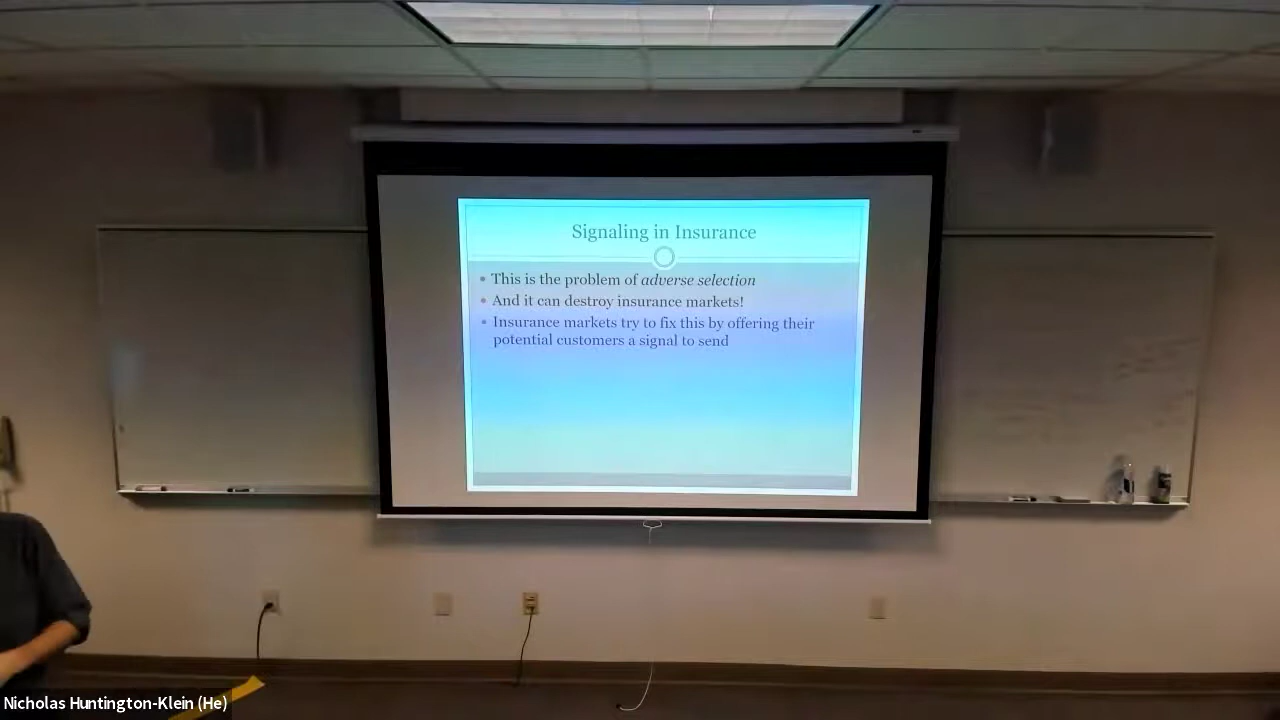 Signaling in Insurance
• This is the problem of adverse selection
• And it can destroy insurance markets!
• Insurance markets try to fix this by offering their
potential customers a signal to send
Nicholas Huntington-Klein (He)